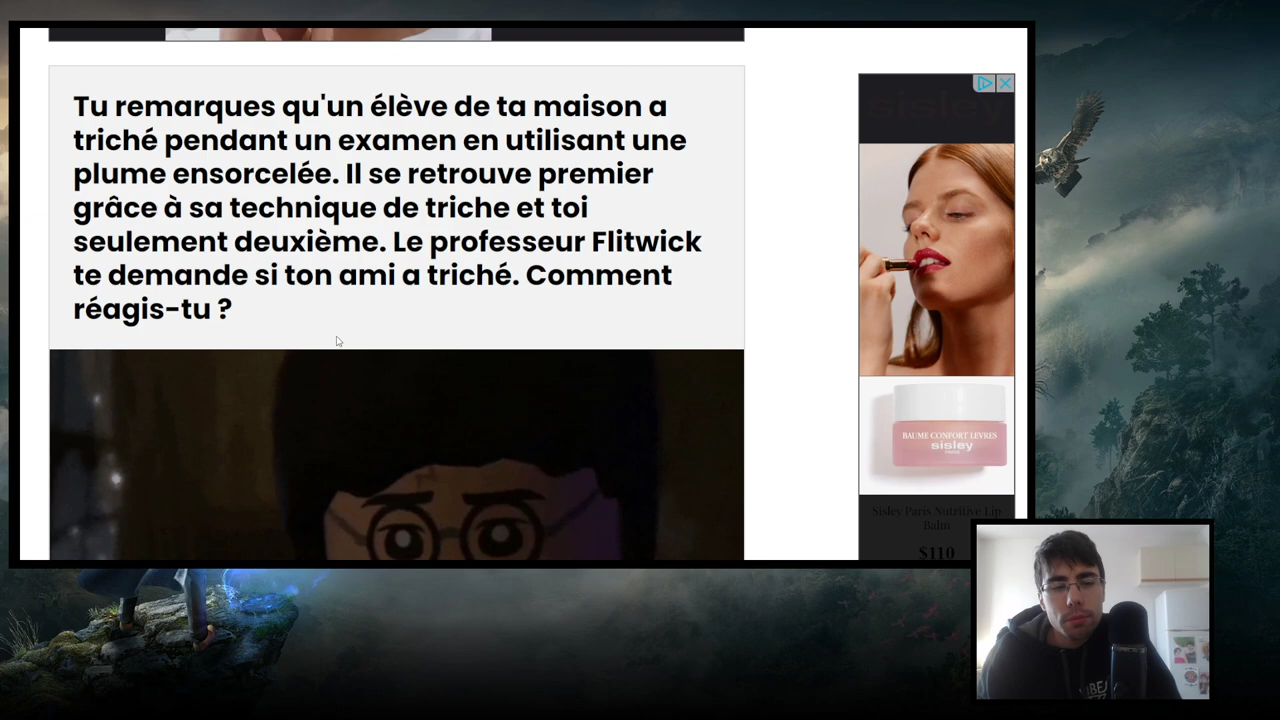 Tu remarques qu'un élève de ta maison a
triché pendant un examen en utilisant une
plume ensorcelée. Il se retrouve premier
grâce à sa technique de triche et toi
seulement deuxième. Le professeur Flitwick
te demande si ton ami a triché. Comment
réagis-tu ?
sisley
BAUME CONFORT LEVRES
sisley
PARIS
Sisley Paris Nutritive Lip
Balm
$110